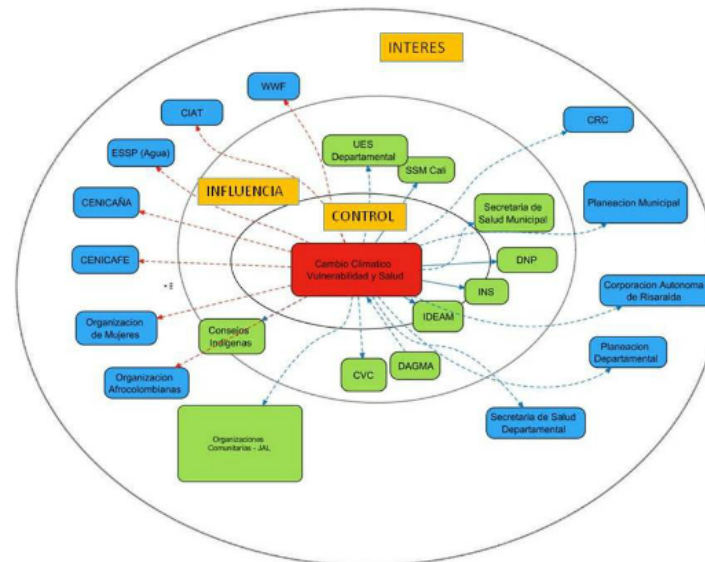 INTERES
WWF
CIAT
CRC
UES
Departamental
ESSP (Agua)
SSM Cali
INFLUENCIA
CENICAÑA
CONTROL
Secretaria de
Salud Municipal
Planeacion Municipal
Cambio Climatico
Vulnerabilidad y Salud
CENICAFE
DNP
INS
Corporacion Autonoma
de Risaralda
Organizacion
de Mujeres
Consejos
Indigenas
IDEAM
Planeacion
Departamental
Organizacion
Afrocolombianas
CVC
DAGMA
Secretaria de Salud
Departamental
Organizaciones
Comunitarias - JAL